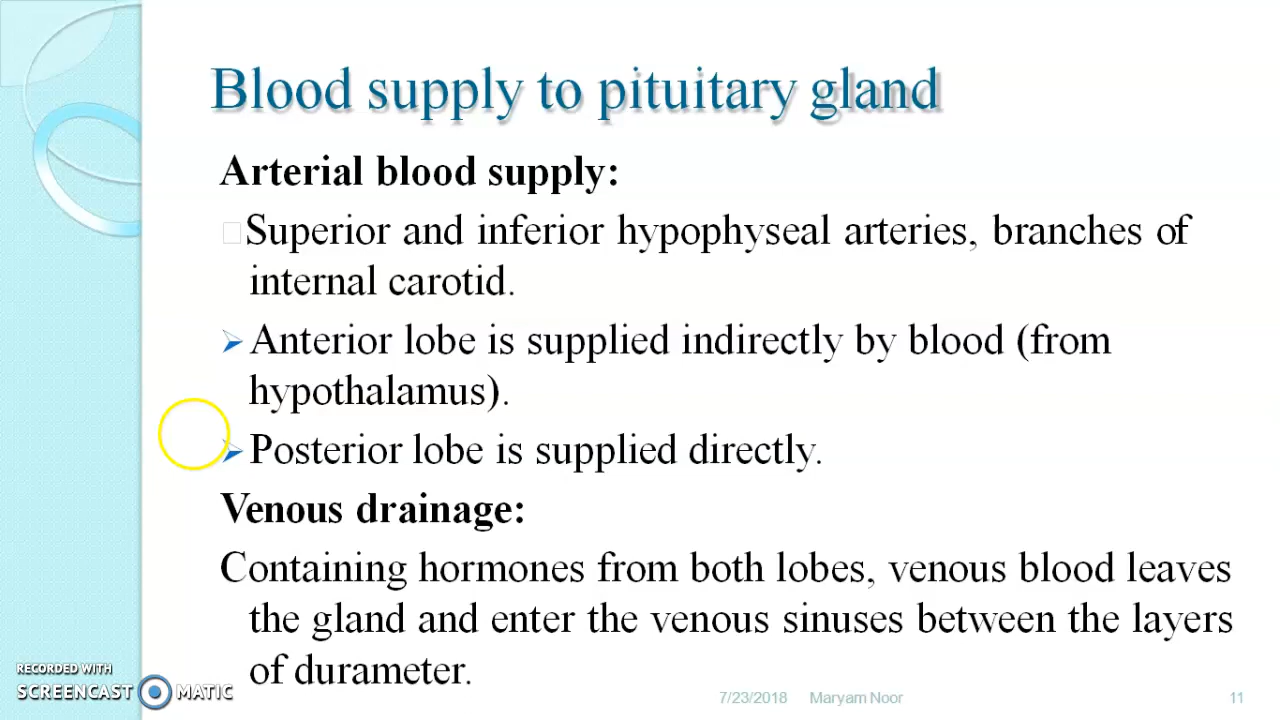 Blood supply to pituitary gland
Arterial blood supply:
Superior and inferior hypophyseal arteries, branches of
internal carotid.
Anterior lobe is supplied indirectly by blood (from
hypothalamus).
Posterior lobe is supplied directly.
Venous drainage:
Containing hormones from both lobes, venous blood leaves
the gland and enter the venous sinuses between the layers
of durameter.
RECORDED WITH
SCREENCAST MATIC
7/23/2018 Maryam Noor 11